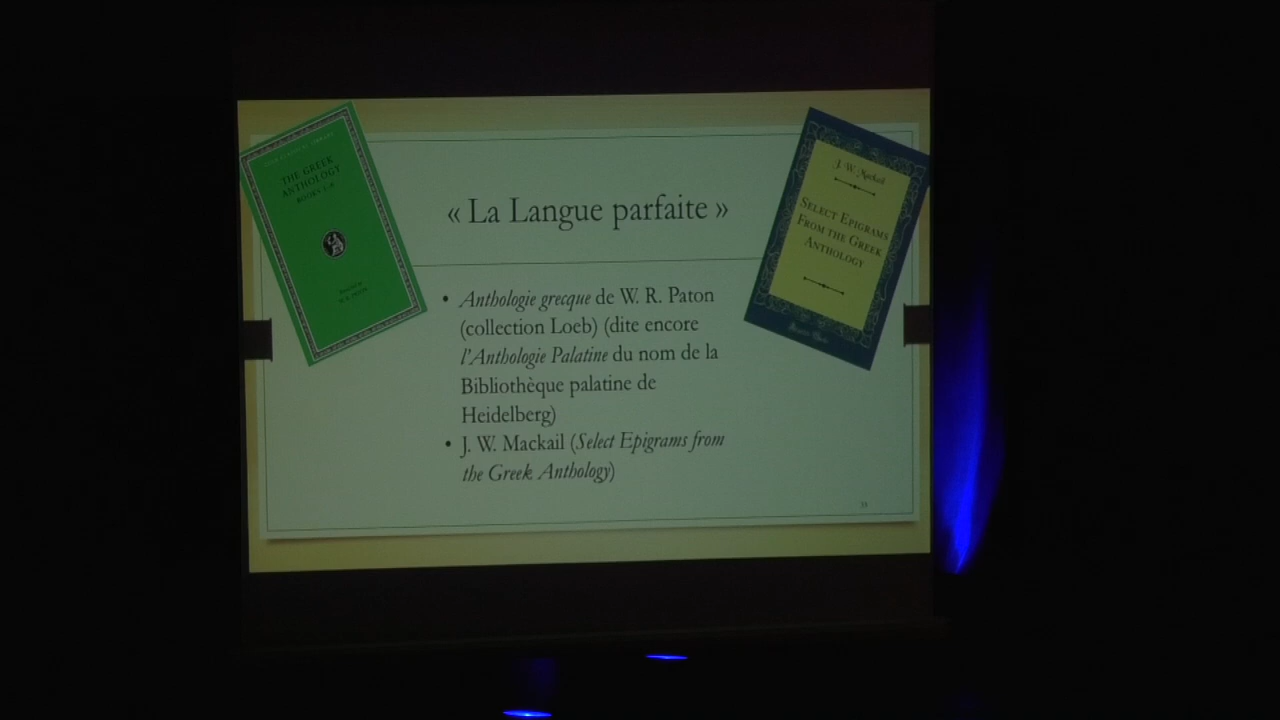 THE GREEK
ANTHOLOGY
J. W. Mackail
SELECT EPIGRAMS
FROM THE GREEK
ANTHOLOGY
« La Langue parfaite »
• Anthologie grecque de W. R. Paton
(collection Loeb) (dite encore
l'Anthologie Palatine du nom de la
Bibliothèque palatine de
Heidelberg)
• J. W. Mackail (Select Epigrams from
the Greek Anthology)